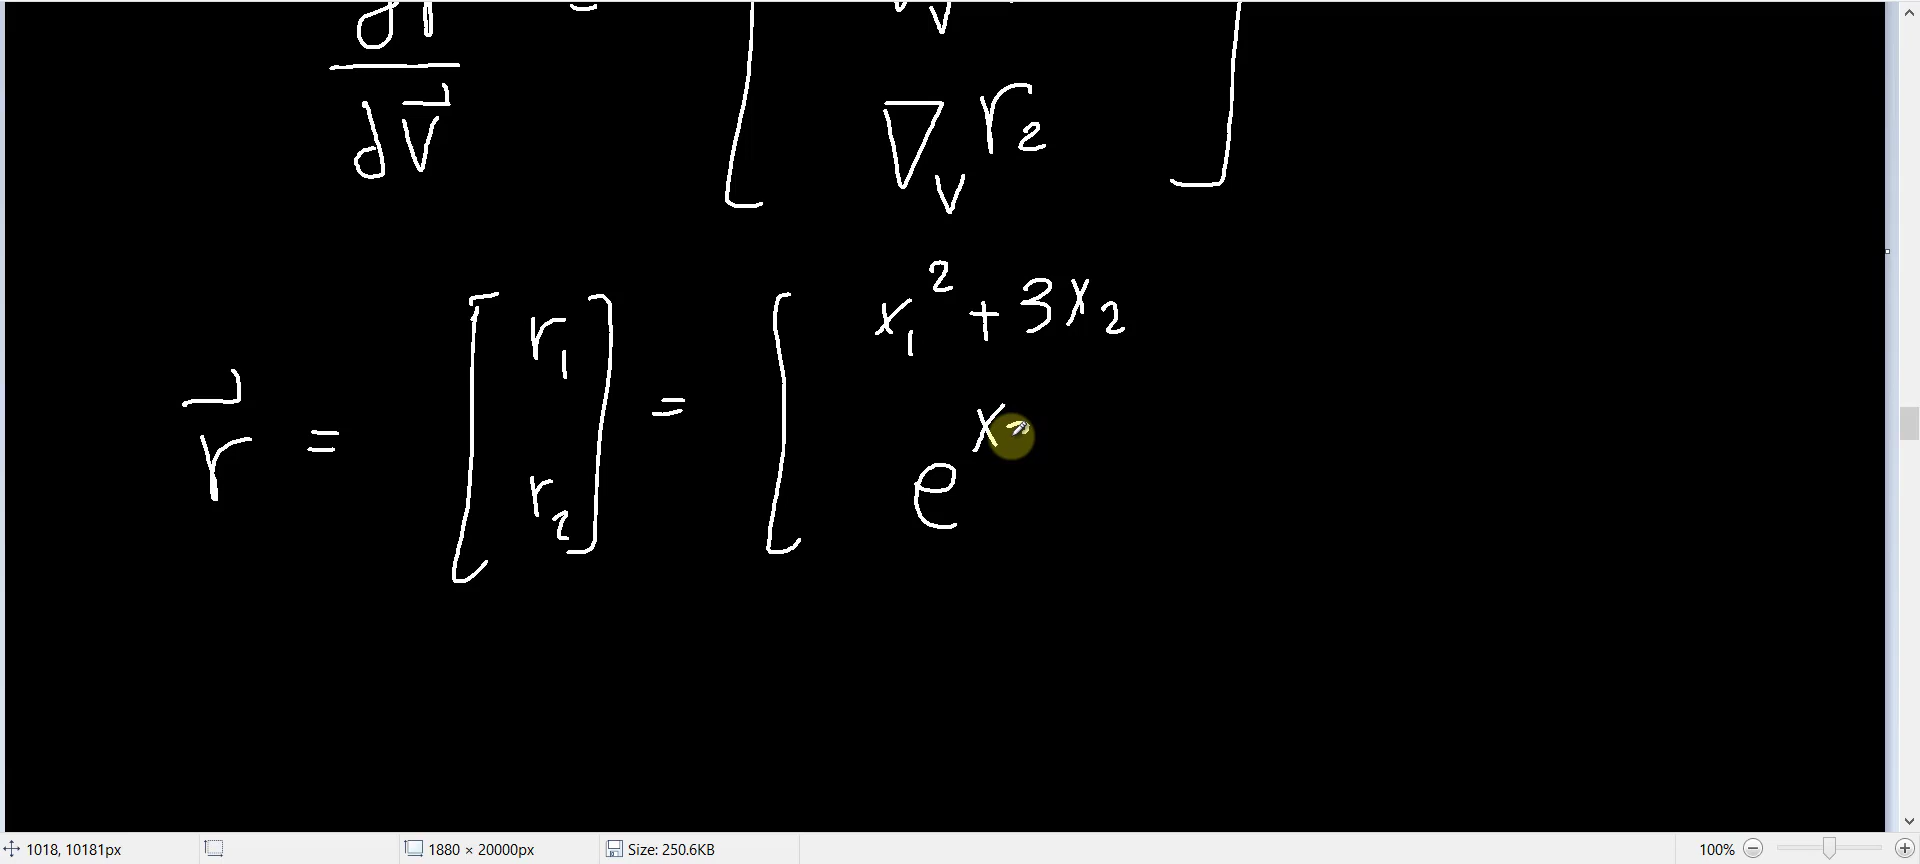 dV⃗ = [ ∇ᵥ r₂ ]
r⃗ = [ r₁ r₂ ] = [ x₁² + 3x₂
e^x
1018, 10181px 1880 × 20000px Size: 250.6KB 100%